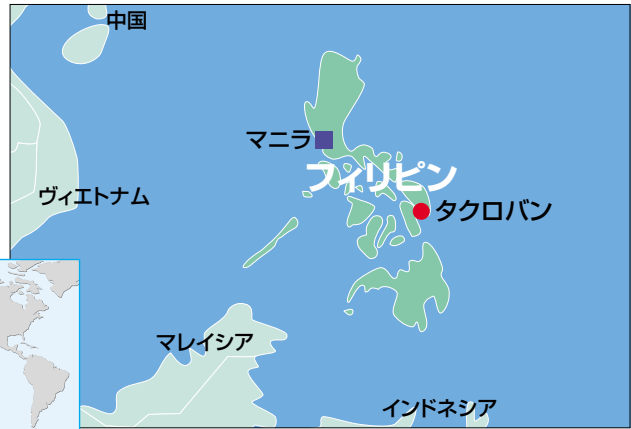 中国
マニラ
フィリピン
ヴィエトナム
タクロバン
マレイシア
インドネシア